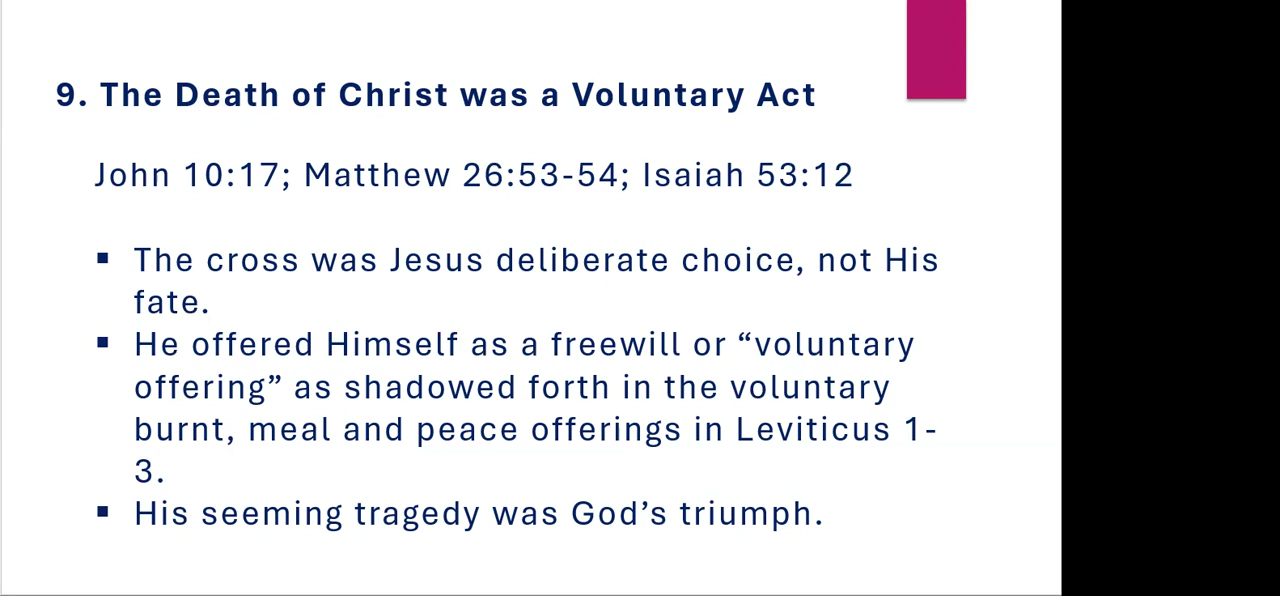 9. The Death of Christ was a Voluntary Act
John 10:17; Matthew 26:53-54; Isaiah 53:12
▪ The cross was Jesus deliberate choice, not His
fate.
▪ He offered Himself as a freewill or “voluntary
offering” as shadowed forth in the voluntary
burnt, meal and peace offerings in Leviticus 1-
3.
▪ His seeming tragedy was God’s triumph.